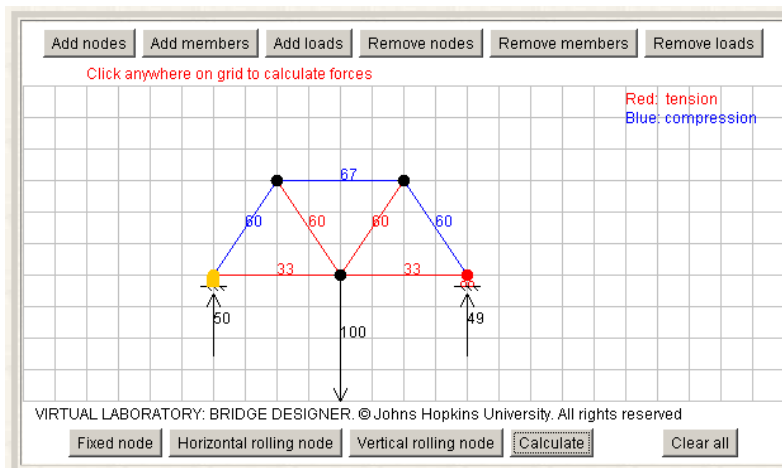 Add nodes Add members Add loads Remove nodes Remove members Remove loads
Click anywhere on grid to calculate forces
Red: tension
Blue: compression
67
60 60 60 60
33 33
50 100 49
VIRTUAL LABORATORY: BRIDGE DESIGNER. © Johns Hopkins University. All rights reserved
Fixed node Horizontal rolling node Vertical rolling node Calculate Clear all